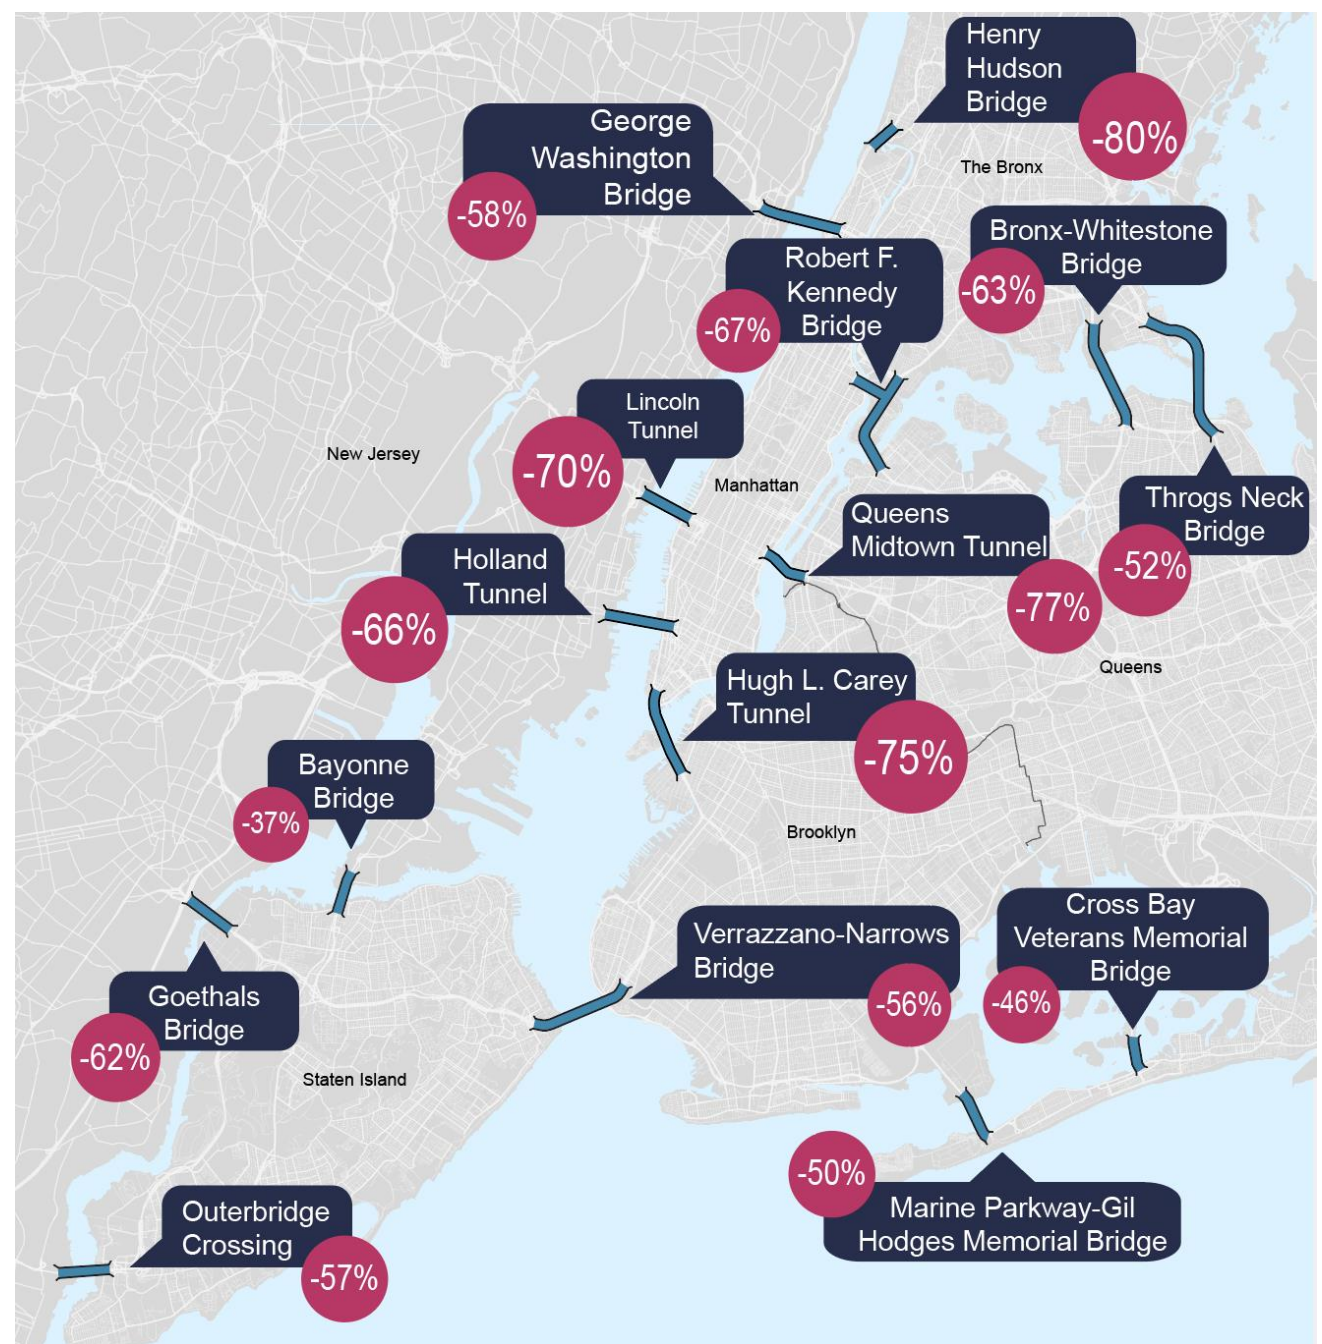 Henry
Hudson
Bridge
-80%
George
Washington
Bridge
-58%
The Bronx
Bronx-Whitestone
Bridge
-63%
Robert F.
Kennedy
Bridge
-67%
Lincoln
Tunnel
-70%
New Jersey
Manhattan
Throgs Neck
Bridge
-52%
Queens
Midtown Tunnel
-77%
Holland
Tunnel
-66%
Queens
Hugh L. Carey
Tunnel
-75%
Bayonne
Bridge
-37%
Brooklyn
Cross Bay
Veterans Memorial
Bridge
-46%
Verrazzano-Narrows
Bridge
-56%
Goethals
Bridge
-62%
Staten Island
-50%
Marine Parkway-Gil
Hodges Memorial Bridge
Outerbridge
Crossing
-57%